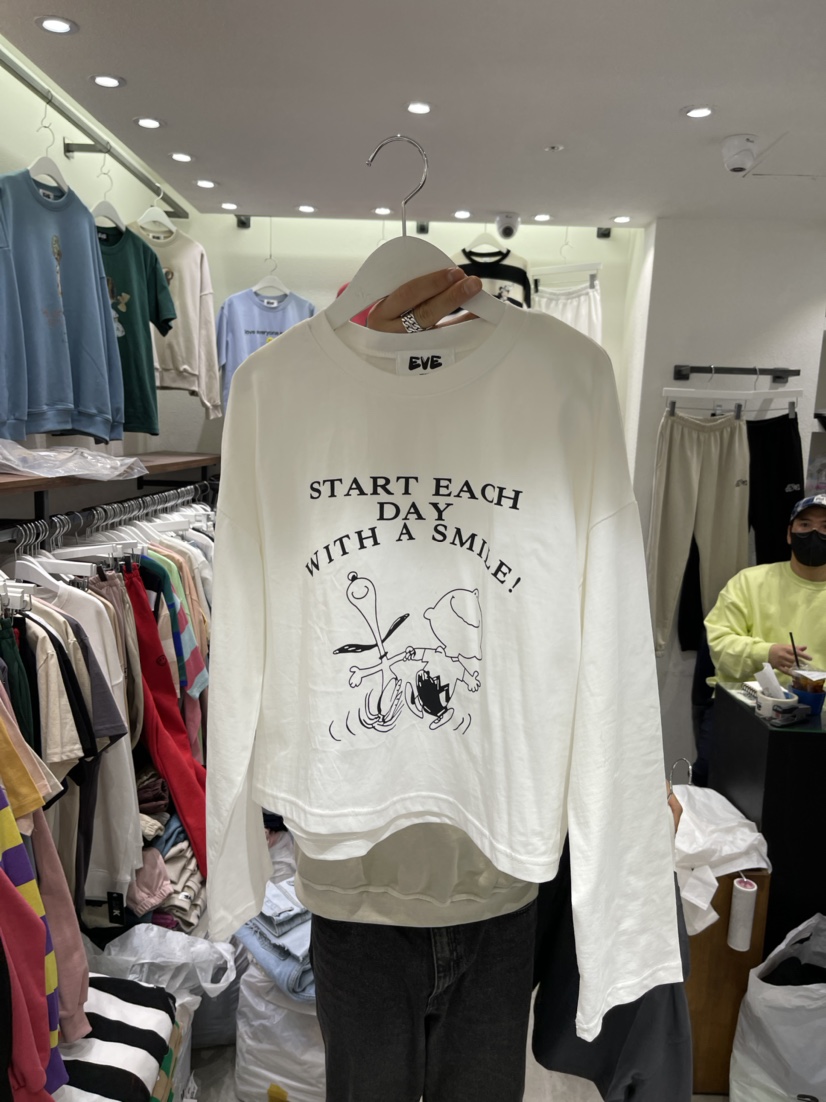 EVE
START EACH
DAY
WITH A SMILE!